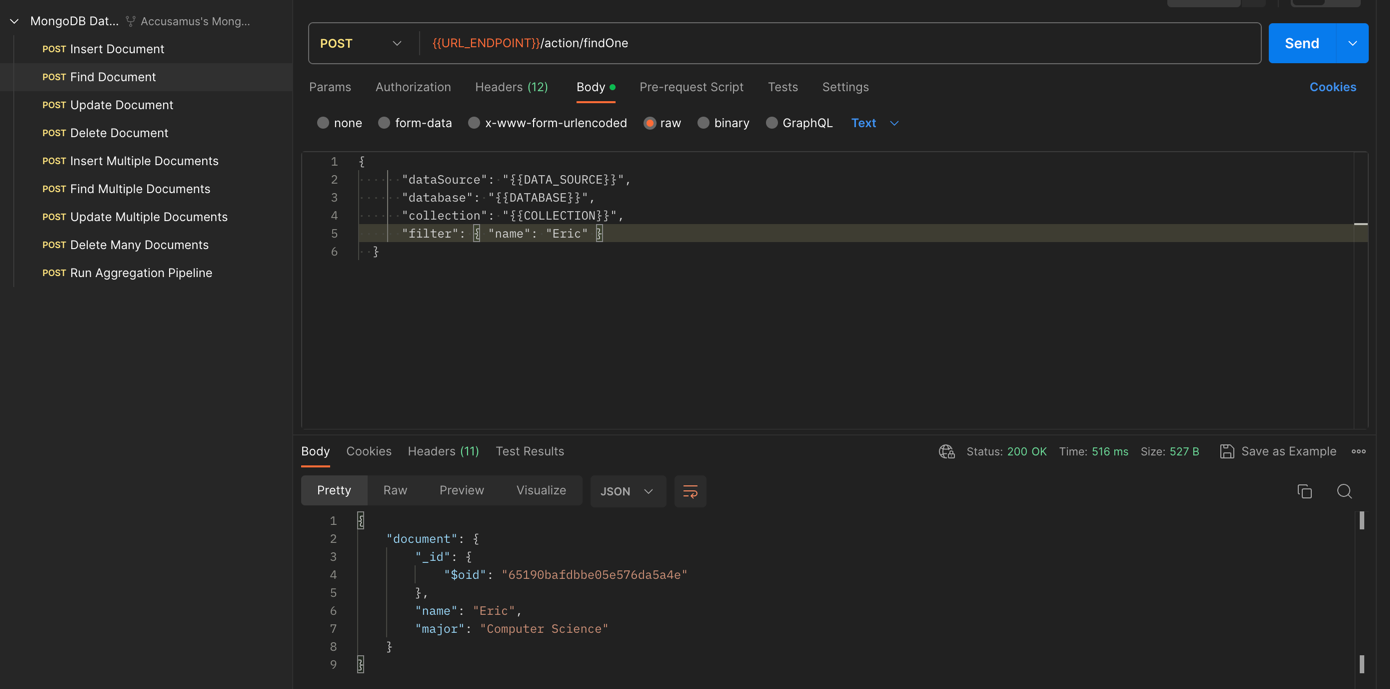 MongoDB Dat... Accusamus's Mong...
POST Insert Document
POST Find Document
POST Update Document
POST Delete Document
POST Insert Multiple Documents
POST Find Multiple Documents
POST Update Multiple Documents
POST Delete Many Documents
POST Run Aggregation Pipeline
POST {{URL_ENDPOINT}}/action/findOne Send
Params Authorization Headers (12) Body Pre-request Script Tests Settings Cookies
none form-data x-www-form-urlencoded raw binary GraphQL Text
1 {
2 "dataSource": "{{DATA_SOURCE}}",
3 "database": "{{DATABASE}}",
4 "collection": "{{COLLECTION}}",
5 "filter": { "name": "Eric" }
6 }
Body Cookies Headers (11) Test Results Status: 200 OK Time: 516 ms Size: 527 B Save as Example
Pretty Raw Preview Visualize JSON
1 {
2 "document": {
3 "_id": {
4 "$oid": "65190bafdbbe05e576da5a4e"
5 },
6 "name": "Eric",
7 "major": "Computer Science"
8 }
9 }